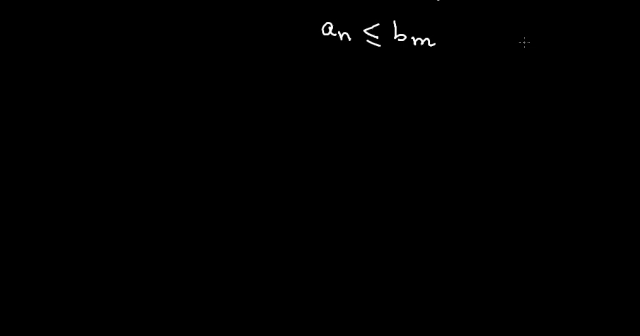 aₙ ≤ bₘ